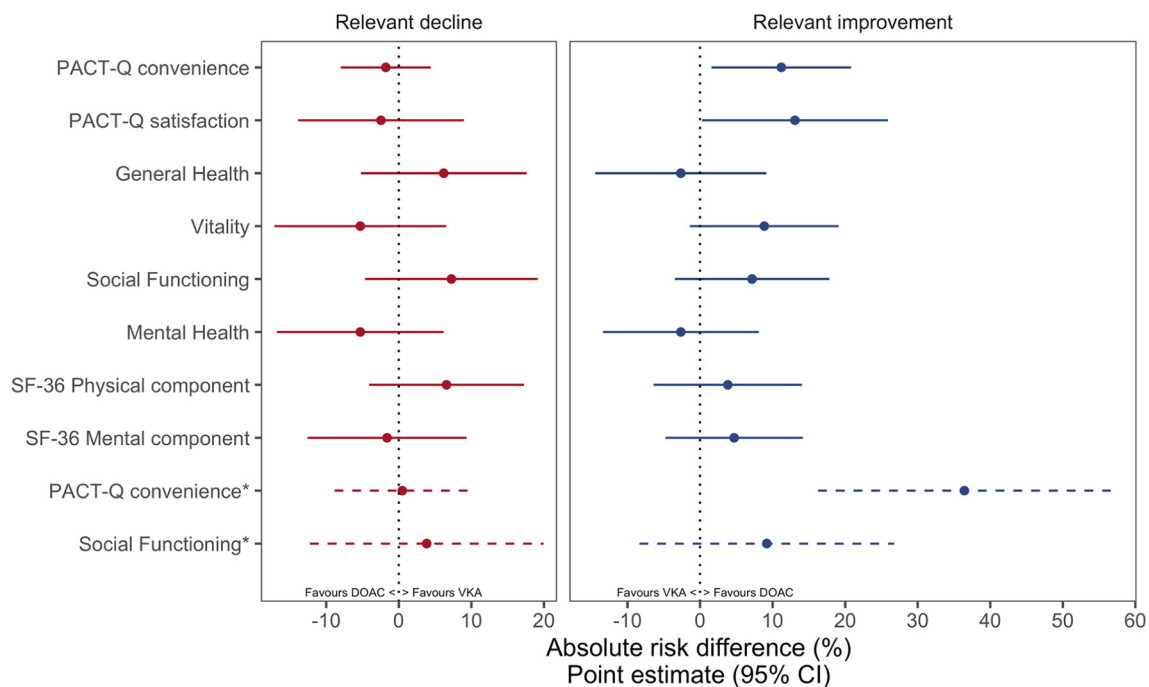 Relevant decline
Relevant improvement
PACT-Q convenience
PACT-Q satisfaction
General Health
Vitality
Social Functioning
Mental Health
SF-36 Physical component
SF-36 Mental component
PACT-Q convenience*
Social Functioning*
Favours DOAC <·> Favours VKA
Favours VKA <·> Favours DOAC
-10 0 10 20
-10 0 10 20 30 40 50 60
Absolute risk difference (%)
Point estimate (95% CI)